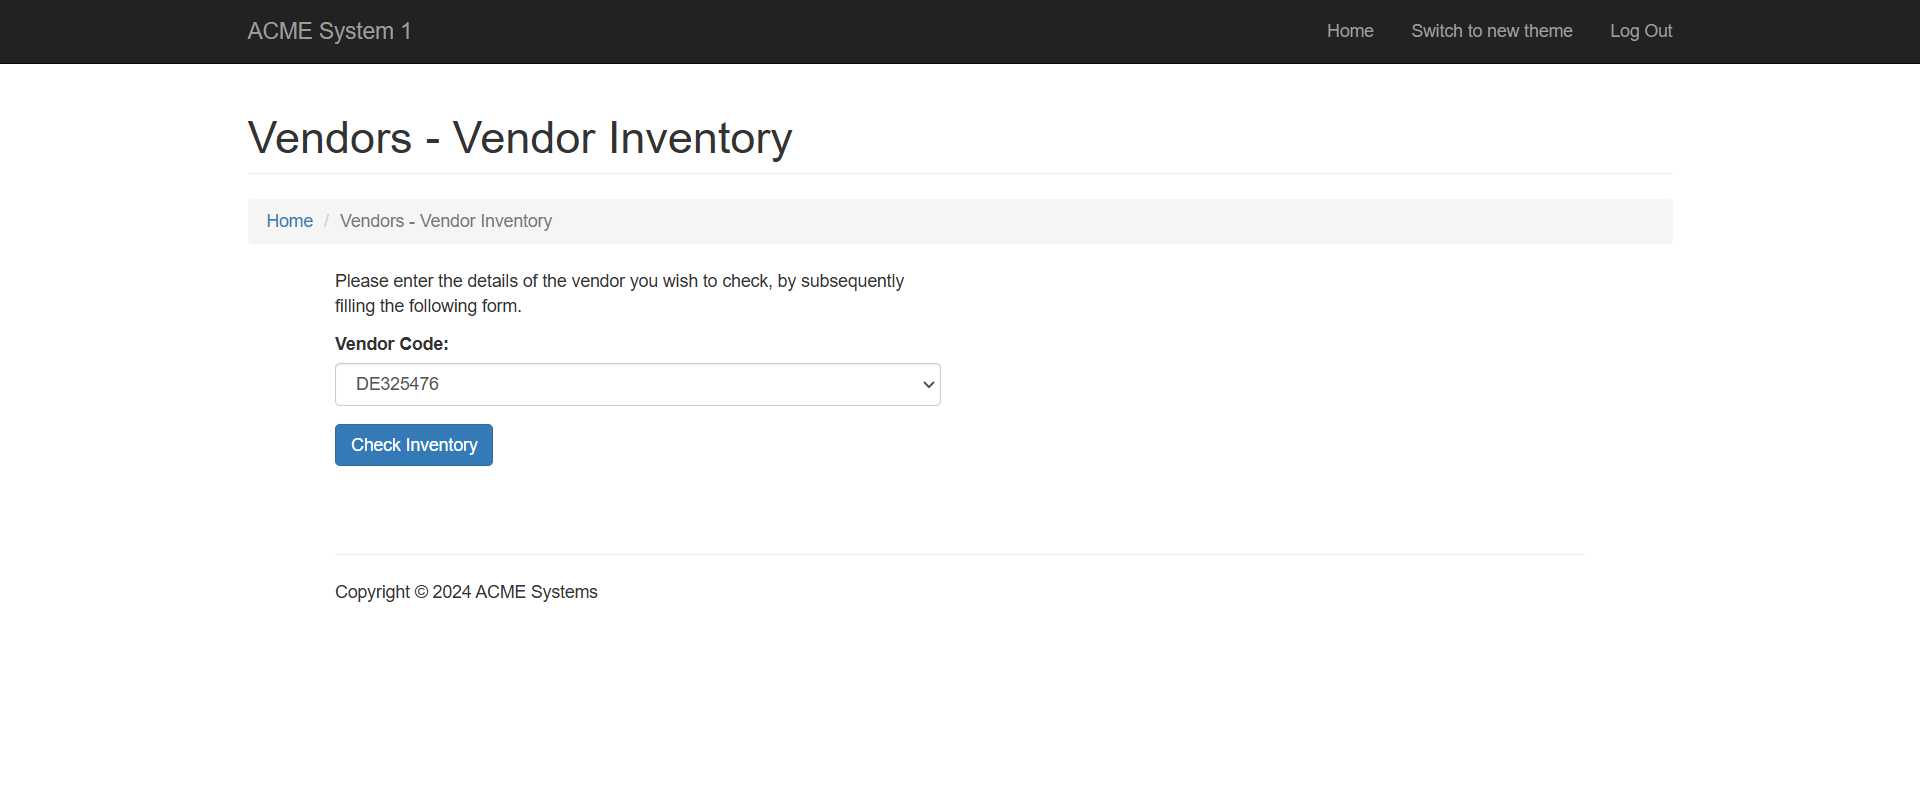 ACME System 1
Home
Switch to new theme
Log Out
Vendors - Vendor Inventory
Home / Vendors - Vendor Inventory
Please enter the details of the vendor you wish to check, by subsequently
filling the following form.
Vendor Code:
DE325476
Check Inventory
Copyright © 2024 ACME Systems